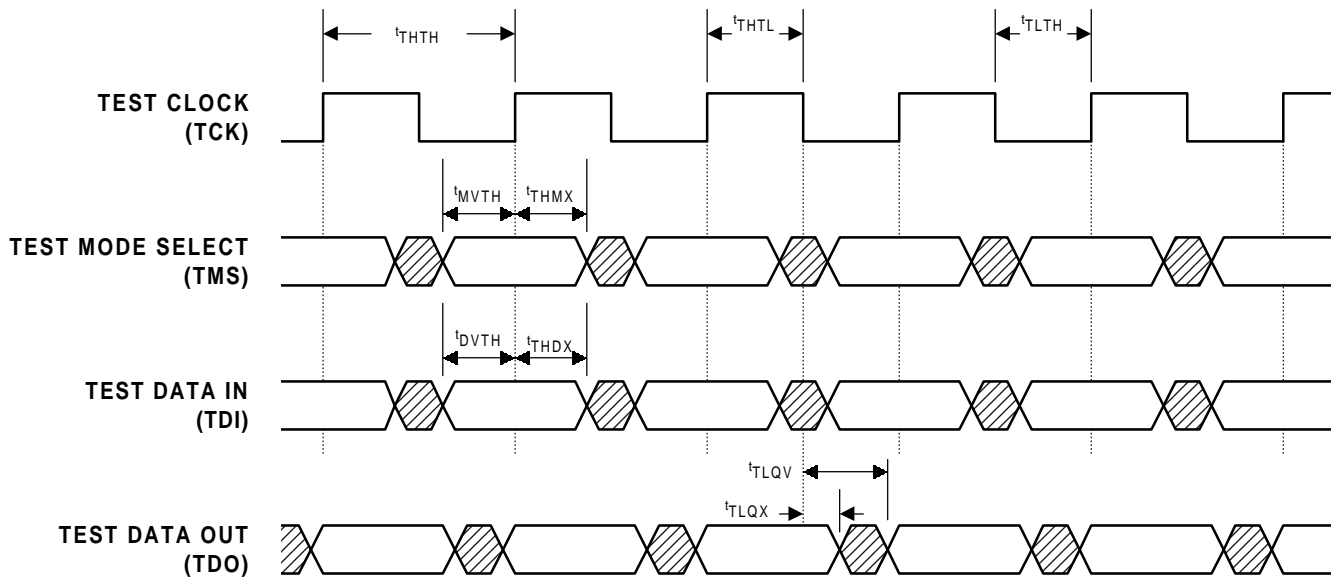 tTHTH
tTHTL
tTLTH
TEST CLOCK
(TCK)
tMVTH
tTHMX
TEST MODE SELECT
(TMS)
tDVTH
tTHDX
TEST DATA IN
(TDI)
tTLQV
tTLQX
TEST DATA OUT
(TDO)